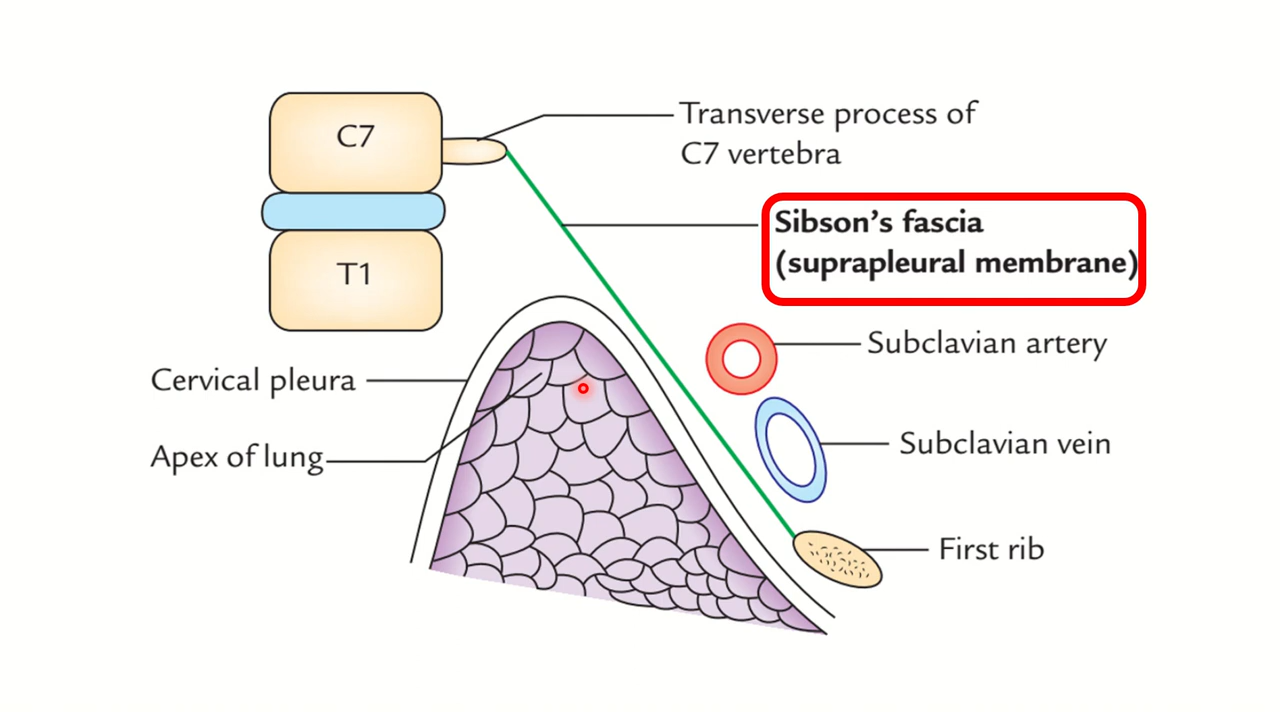 C7
Transverse process of
C7 vertebra
Sibson’s fascia
(suprapleural membrane)
T1
Subclavian artery
Cervical pleura
Subclavian vein
Apex of lung
First rib